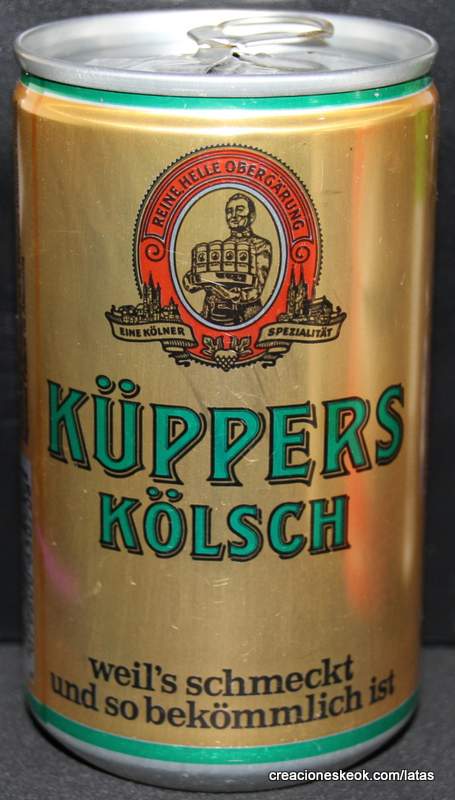 REINE HELLE OBERGÄRUNG
EINE KÖLNER SPEZIALITÄT
KÜPPERS
KÖLSCH
weil's schmeckt
und so bekömmlich ist
creacioneskeok.com/latas